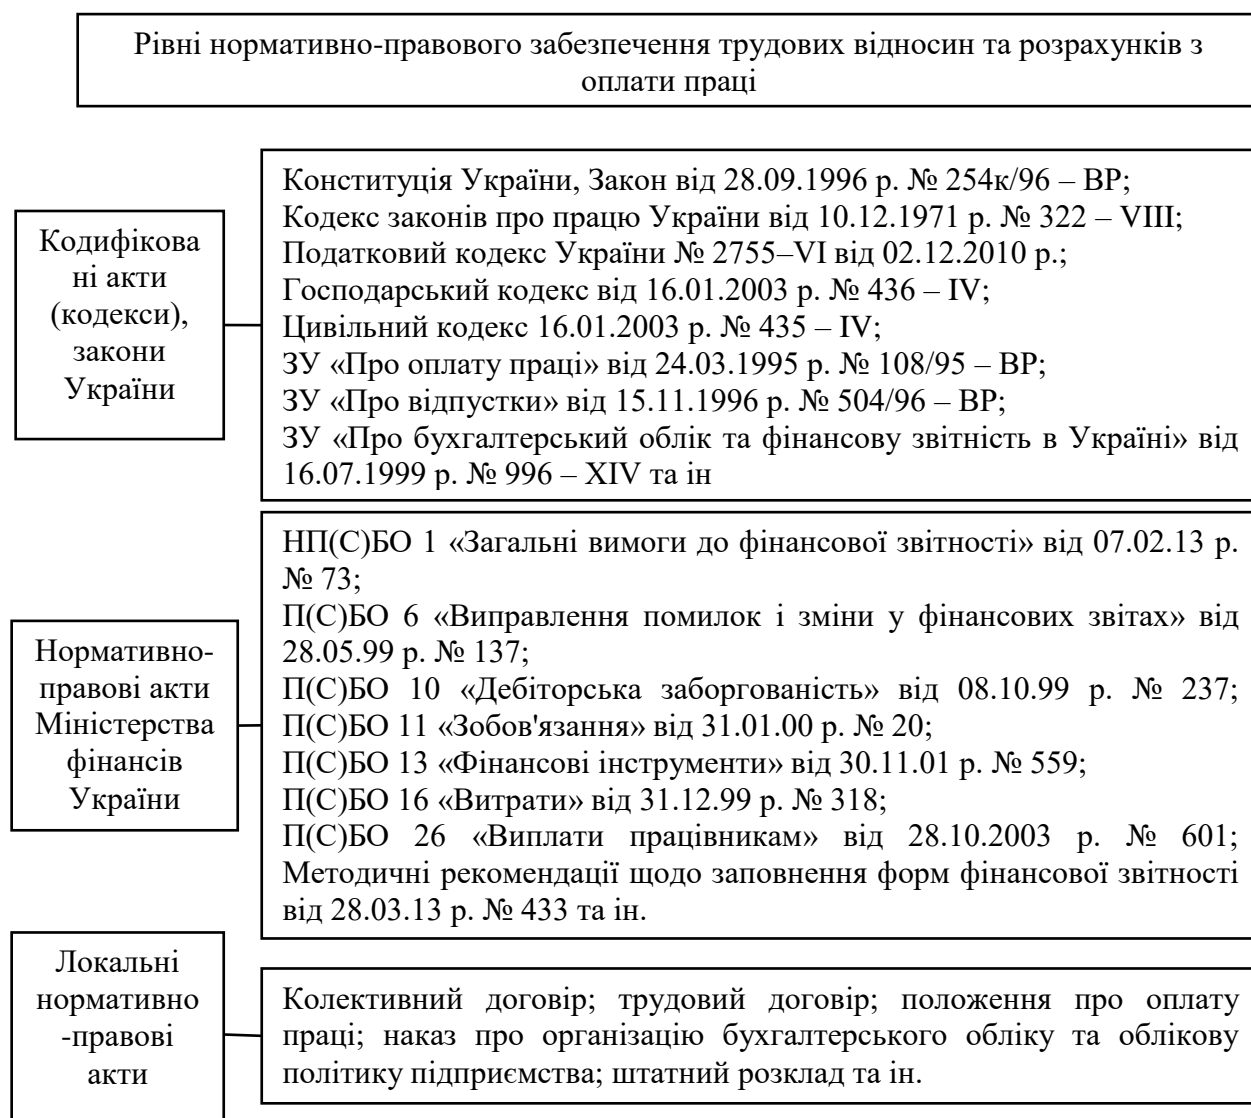 Рівні нормативно-правового забезпечення трудових відносин та розрахунків з
оплати праці
Кодифікова
ні акти
(кодекси),
закони
України
Конституція України, Закон від 28.09.1996 р. № 254к/96 – ВР;
Кодекс законів про працю України від 10.12.1971 р. № 322 – VIII;
Податковий кодекс України № 2755–VI від 02.12.2010 р.;
Господарський кодекс від 16.01.2003 р. № 436 – IV;
Цивільний кодекс 16.01.2003 р. № 435 – IV;
ЗУ «Про оплату праці» від 24.03.1995 р. № 108/95 – ВР;
ЗУ «Про відпустки» від 15.11.1996 р. № 504/96 – ВР;
ЗУ «Про бухгалтерський облік та фінансову звітність в Україні» від
16.07.1999 р. № 996 – XIV та ін
Нормативно-
правові акти
Міністерства
фінансів
України
НП(С)БО 1 «Загальні вимоги до фінансової звітності» від 07.02.13 р.
№ 73;
П(С)БО 6 «Виправлення помилок і зміни у фінансових звітах» від
28.05.99 р. № 137;
П(С)БО 10 «Дебіторська заборгованість» від 08.10.99 р. № 237;
П(С)БО 11 «Зобов'язання» від 31.01.00 р. № 20;
П(С)БО 13 «Фінансові інструменти» від 30.11.01 р. № 559;
П(С)БО 16 «Витрати» від 31.12.99 р. № 318;
П(С)БО 26 «Виплати працівникам» від 28.10.2003 р. № 601;
Методичні рекомендації щодо заповнення форм фінансової звітності
від 28.03.13 р. № 433 та ін.
Локальні
нормативно
-правові
акти
Колективний договір; трудовий договір; положення про оплату
праці; наказ про організацію бухгалтерського обліку та облікову
політику підприємства; штатний розклад та ін.